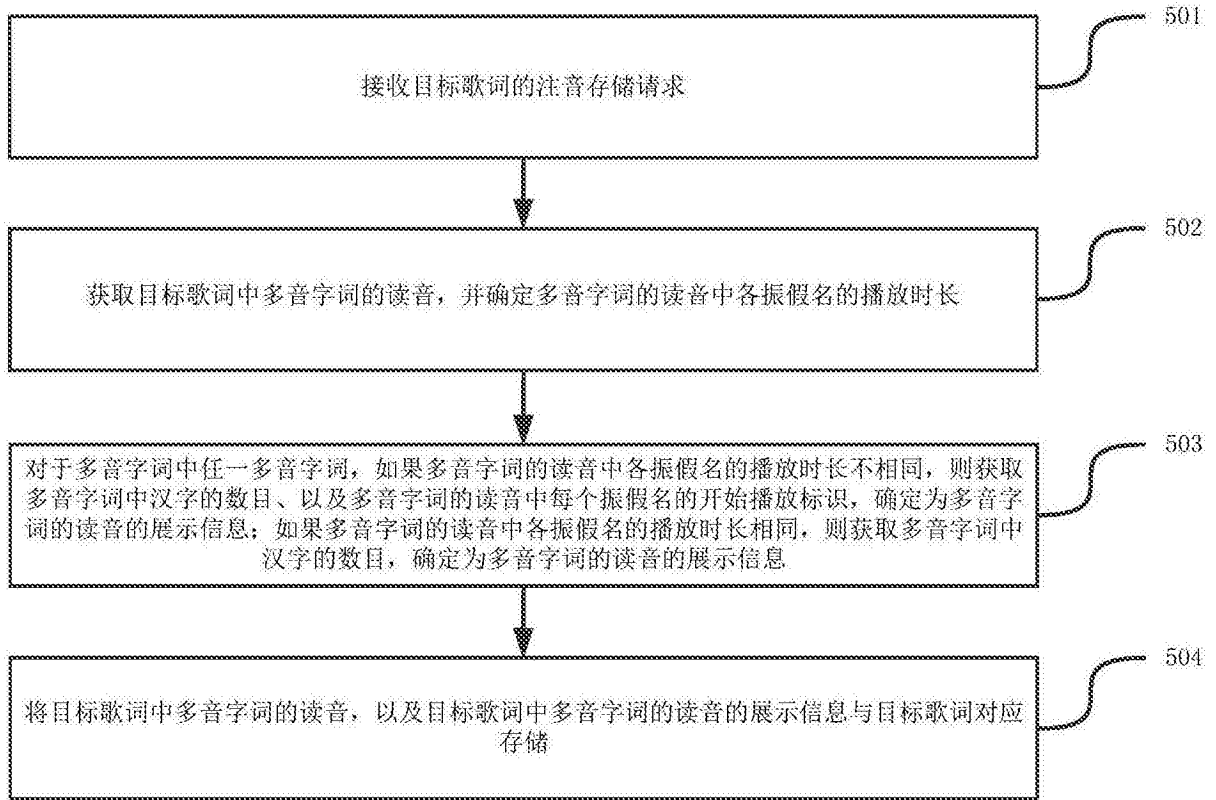 接收目标歌词的注音存储请求
501
获取目标歌词中多音字词的读音，并确定多音字词的读音中各振假名的播放时长
502
对于多音字词中任一多音字词，如果多音字词的读音中各振假名的播放时长不相同，则获取
多音字词中汉字的数目、以及多音字词的读音中每个振假名的开始播放标识，确定为多音字
词的读音的展示信息；如果多音字词的读音中各振假名的播放时长相同，则获取多音字词中
汉字的数目，确定为多音字词的读音的展示信息
503
将目标歌词中多音字词的读音，以及目标歌词中多音字词的读音的展示信息与目标歌词对应
存储
504